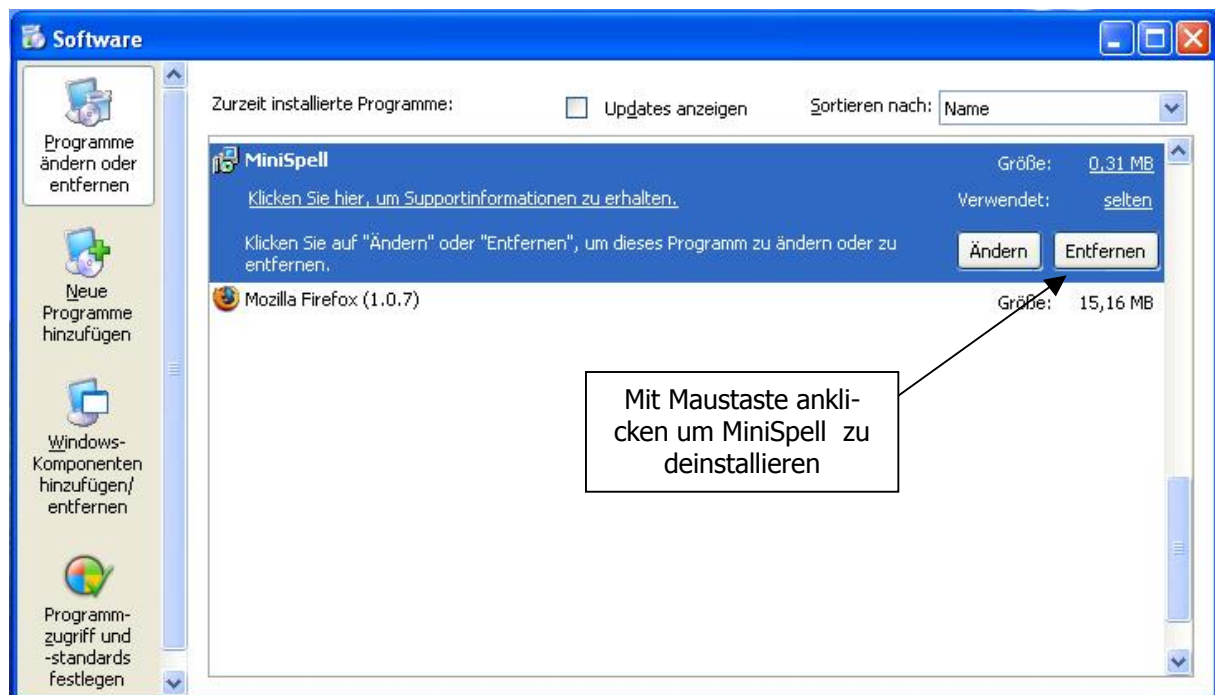 Software
Programme
ändern oder
entfernen
Neue
Programme
hinzufügen
Windows-
Komponenten
hinzufügen/
entfernen
Programm-
zugriff und
-standards
festlegen
Zurzeit installierte Programme:
Updates anzeigen
Sortieren nach: Name
MiniSpell Größe: 0,31 MB
Klicken Sie hier, um Supportinformationen zu erhalten. Verwendet: selten
Klicken Sie auf "Ändern" oder "Entfernen", um dieses Programm zu ändern oder zu
entfernen.
Ändern Entfernen
Mozilla Firefox (1.0.7) Größe: 15,16 MB
Mit Maustaste ankli-
cken um MiniSpell zu
deinstallieren